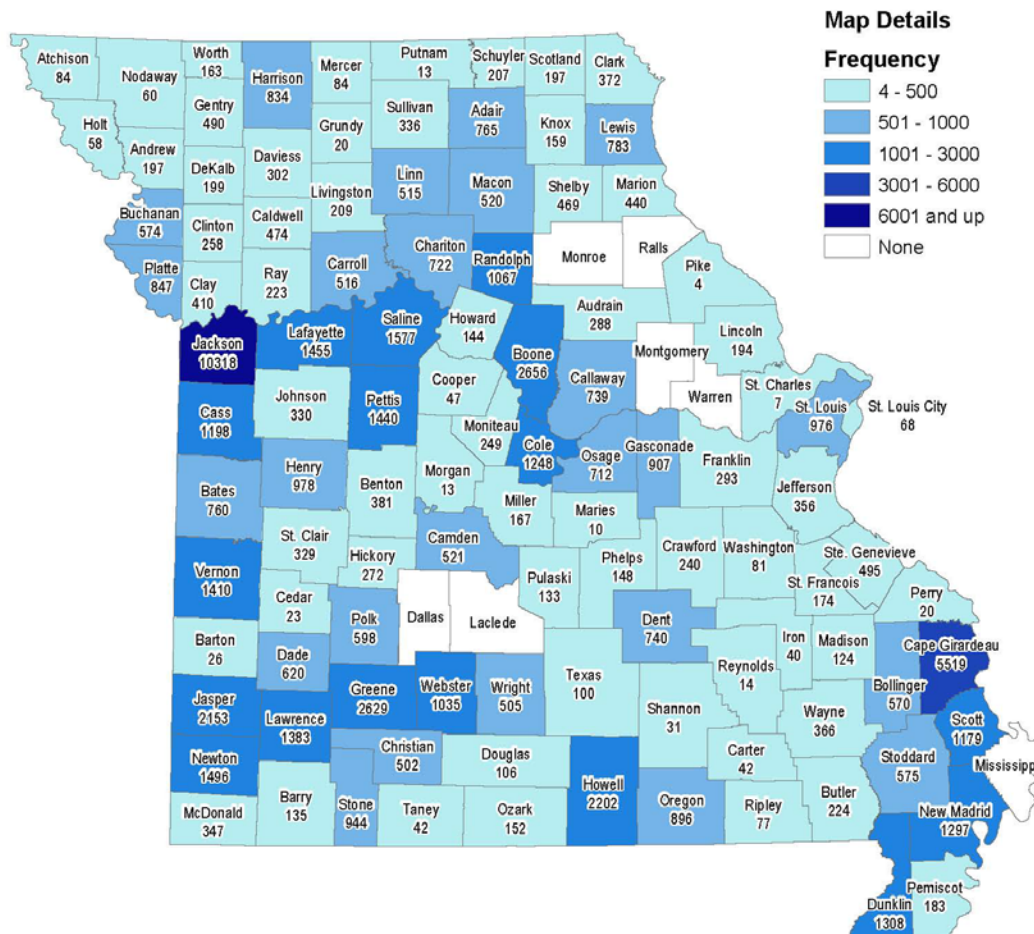 Map Details
Frequency
4 - 500
501 - 1000
1001 - 3000
3001 - 6000
6001 and up
None
Atchison
84
Nodaway
60
Worth
163
Harrison
834
Mercer
84
Putnam
13
Schuyler
207
Scotland
197
Clark
372
Holt
58
Andrew
197
Gentry
490
DeKalb
199
Daviess
302
Grundy
20
Sullivan
336
Adair
765
Knox
159
Lewis
783
Buchanan
574
Clinton
258
Caldwell
474
Livingston
209
Linn
515
Macon
520
Shelby
469
Marion
440
Platte
847
Clay
410
Ray
223
Carroll
516
Chariton
722
Randolph
1067
Monroe
Ralls
Pike
4
Jackson
10318
Lafayette
1455
Saline
1577
Howard
144
Boone
2656
Audrain
288
Callaway
739
Montgomery
Lincoln
194
Warren
St. Charles
7
St. Louis
976
St. Louis City
68
Cass
1198
Johnson
330
Pettis
1440
Cooper
47
Moniteau
249
Cole
1248
Osage
712
Gasconade
907
Franklin
293
Jefferson
356
Bates
760
Henry
978
Benton
381
Morgan
13
Miller
167
Maries
10
St. Clair
329
Hickory
272
Camden
521
Pulaski
133
Phelps
148
Crawford
240
Washington
81
Ste. Genevieve
495
St. Francois
174
Perry
20
Vernon
1410
Cedar
23
Polk
598
Dallas
Laclede
Dent
740
Iron
40
Madison
124
Cape Girardeau
5519
Barton
26
Dade
620
Greene
2629
Webster
1035
Wright
505
Texas
100
Reynolds
14
Bollinger
570
Jasper
2153
Lawrence
1383
Shannon
31
Wayne
366
Scott
1179
Newton
1496
Christian
502
Douglas
106
Howell
2202
Carter
42
Stoddard
575
Mississipp
McDonald
347
Barry
135
Stone
944
Taney
42
Ozark
152
Oregon
896
Ripley
77
Butler
224
New Madrid
1297
Dunklin
1308
Pemiscot
183